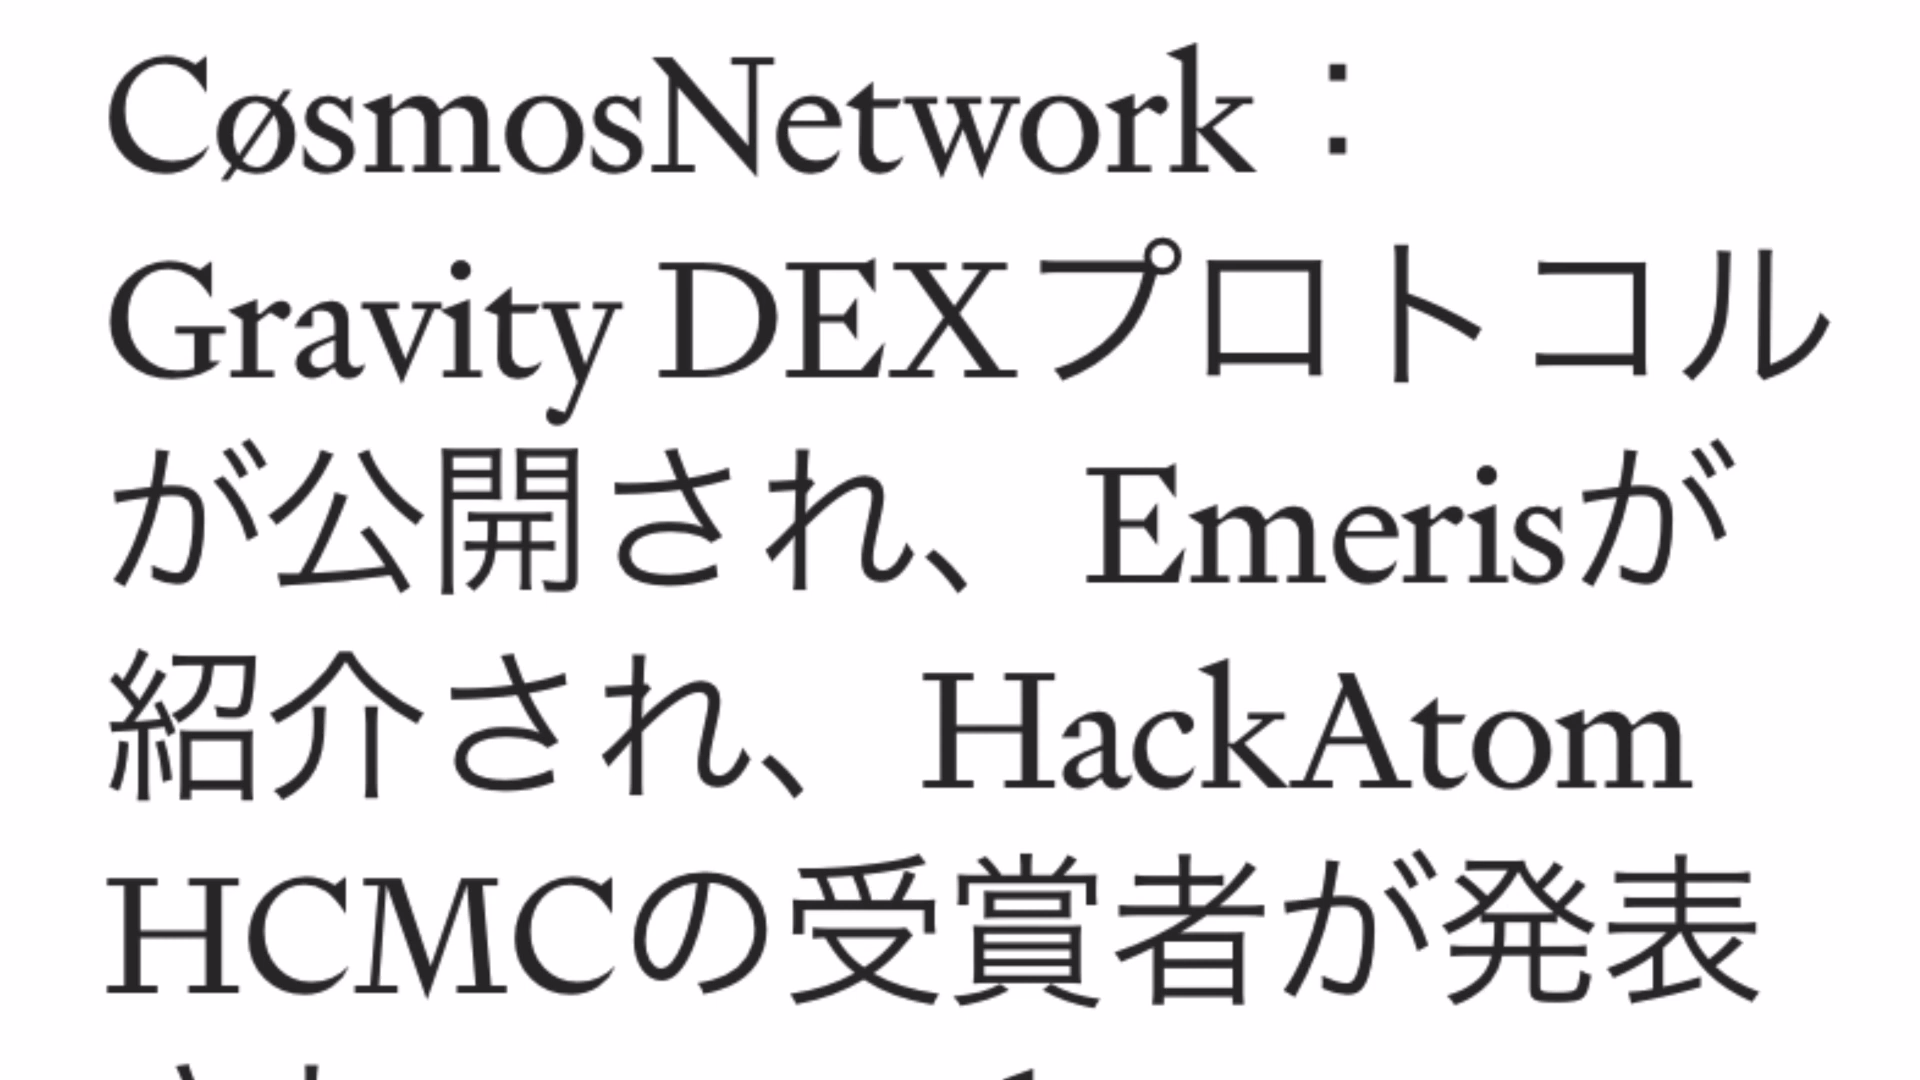 CøsmosNetwork：
Gravity DEXプロトコル
が公開され、Emerisが
紹介され、HackAtom
HCMCの受賞者が発表